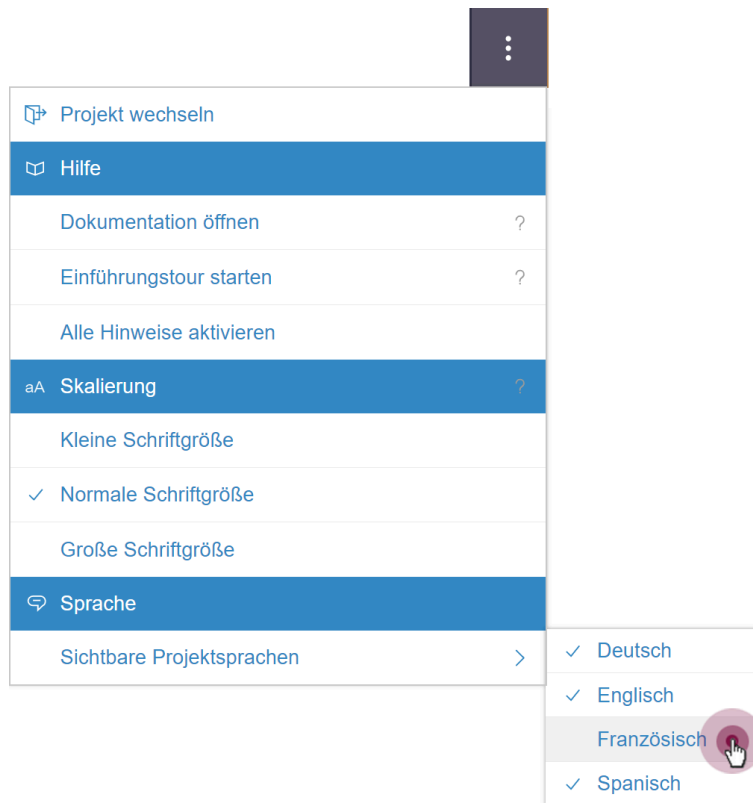 Projekt wechseln
Hilfe
Dokumentation öffnen ?
Einführungstour starten ?
Alle Hinweise aktivieren
aA Skalierung ?
Kleine Schriftgröße
Normale Schriftgröße
Große Schriftgröße
Sprache
Sichtbare Projektsprachen
Deutsch
Englisch
Französisch
Spanisch